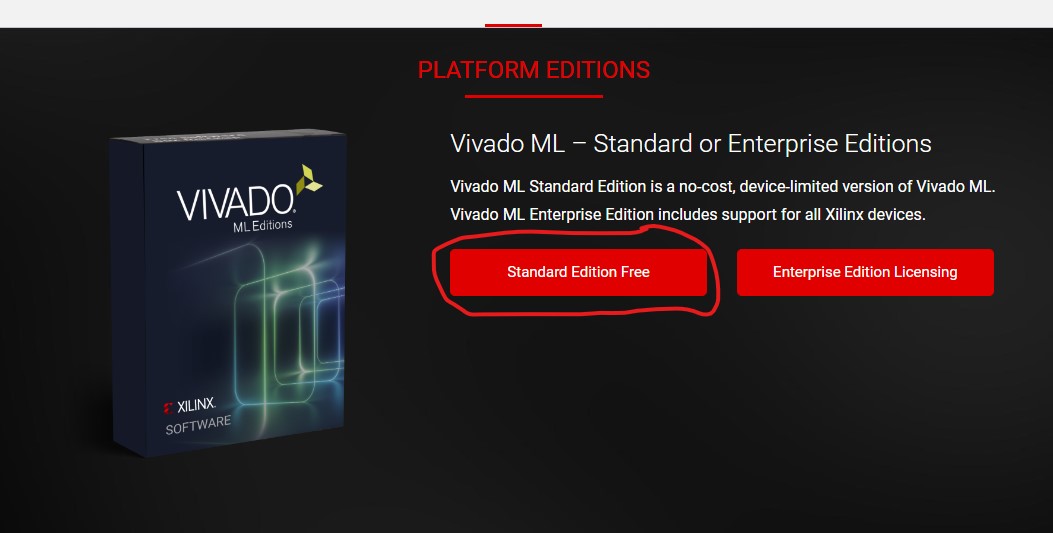 PLATFORM EDITIONS
Vivado ML – Standard or Enterprise Editions
Vivado ML Standard Edition is a no-cost, device-limited version of Vivado ML.
Vivado ML Enterprise Edition includes support for all Xilinx devices.
Standard Edition Free
Enterprise Edition Licensing
VIVADO
ML Editions
XILINX
SOFTWARE